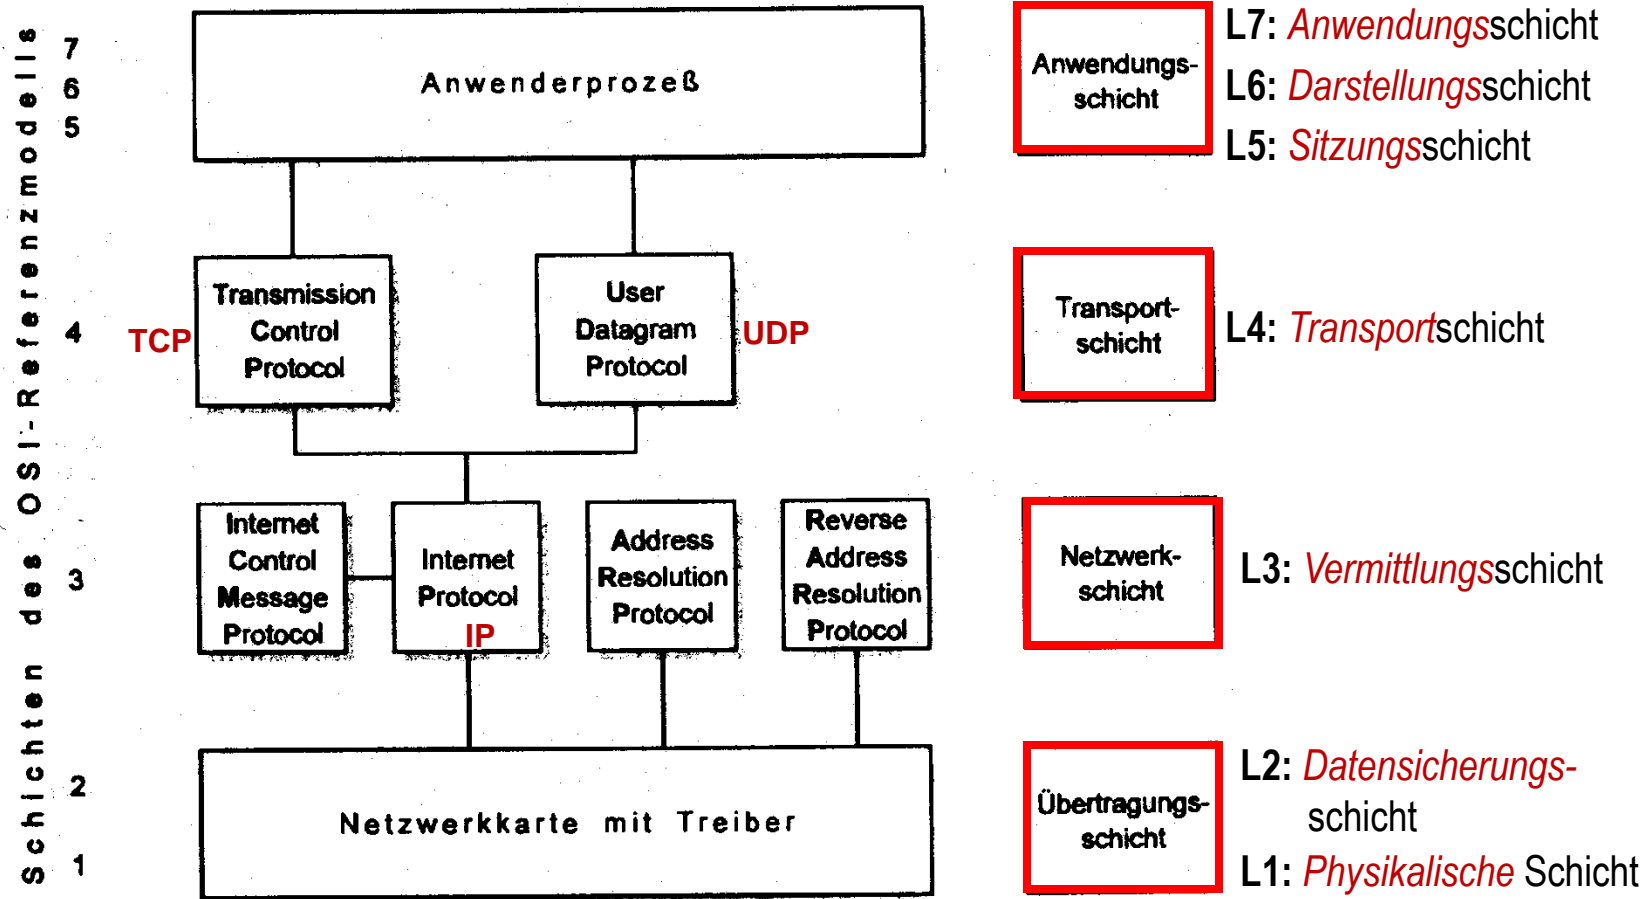 Schichten des OSI-Referenzmodells
7
6
5
Anwenderprozeß
Anwendungs-
schicht
L7: Anwendungsschicht
L6: Darstellungsschicht
L5: Sitzungsschicht
4
TCP
Transmission
Control
Protocol
User
Datagram
Protocol
UDP
Transport-
schicht
L4: Transportschicht
3
Internet
Control
Message
Protocol
Internet
Protocol
IP
Address
Resolution
Protocol
Reverse
Address
Resolution
Protocol
Netzwerk-
schicht
L3: Vermittlungsschicht
2
1
Netzwerkkarte mit Treiber
Übertragungs-
schicht
L2: Datensicherungs-
schicht
L1: Physikalische Schicht